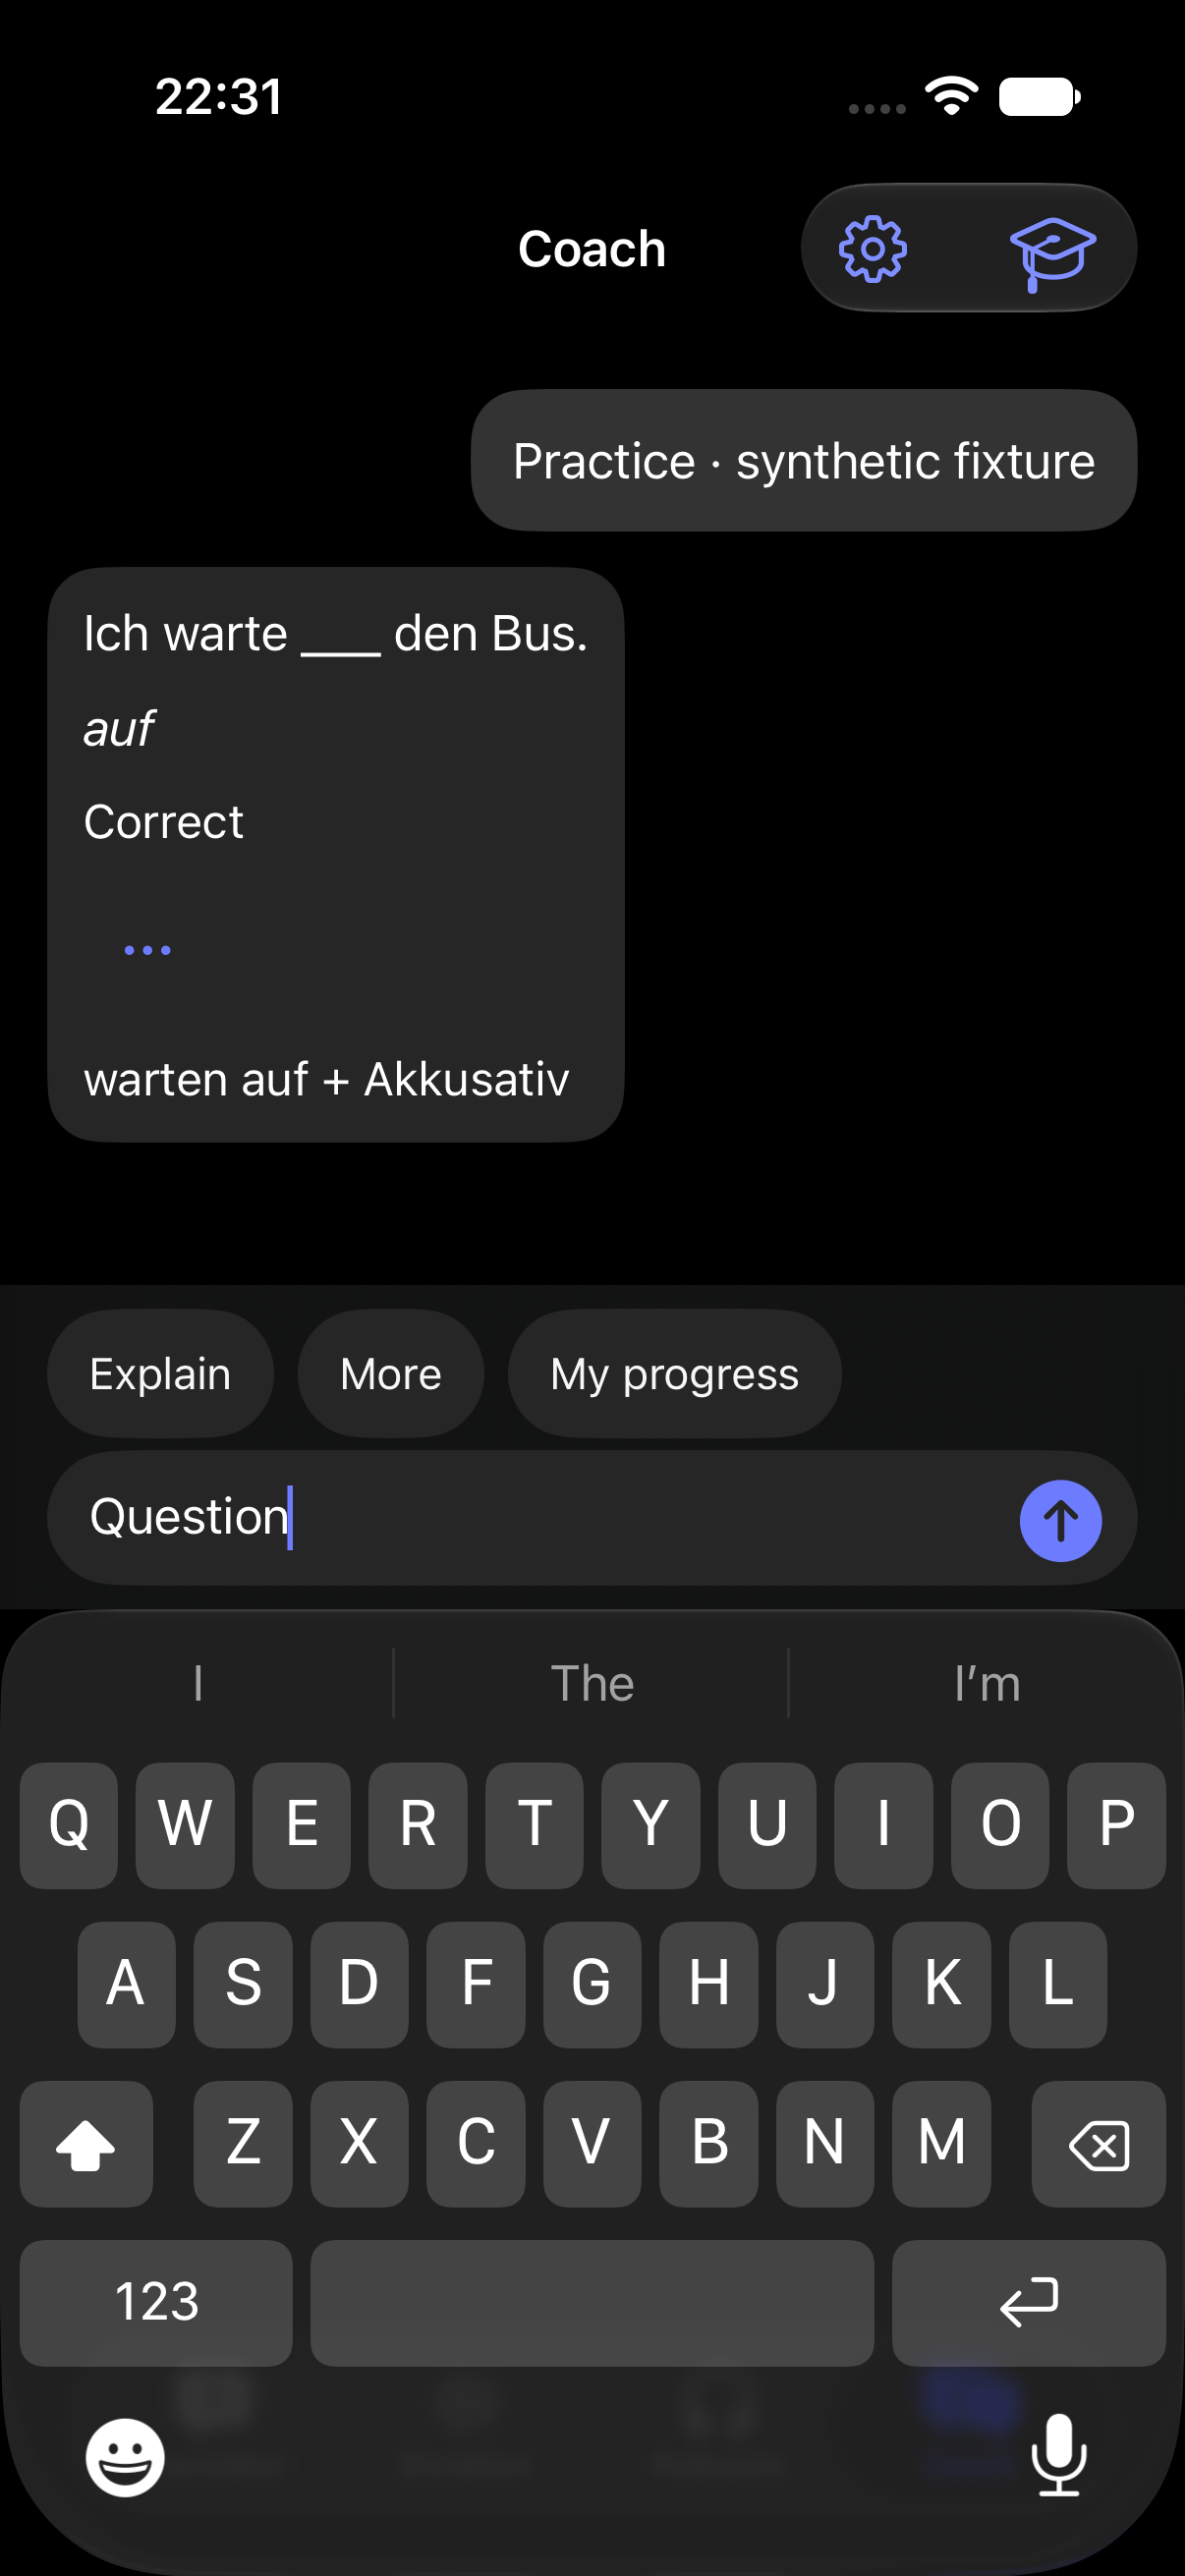 22:31
Coach
Practice · synthetic fixture
Ich warte ____ den Bus.
auf
Correct
...
warten auf + Akkusativ
Explain More My progress
Question
I The I’m
Q W E R T Y U I O P
A S D F G H J K L
Z X C V B N M
123